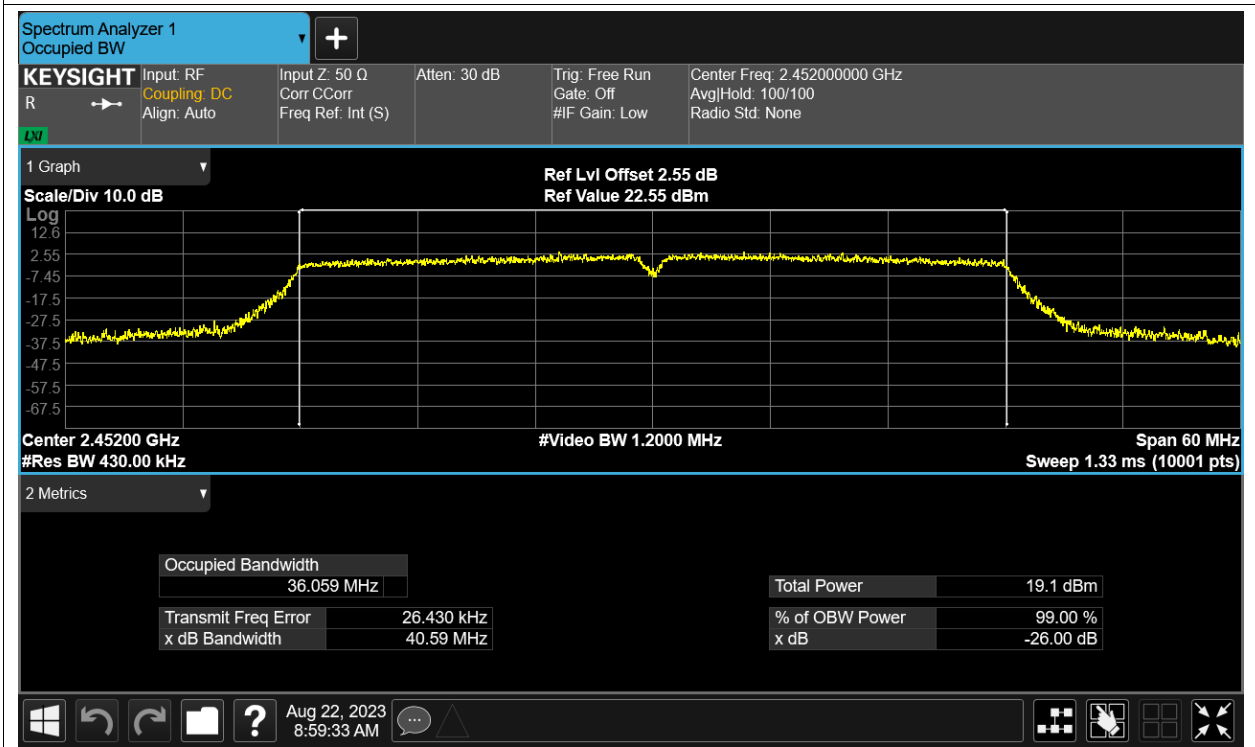 Spectrum Analyzer 1
Occupied BW
KEYSIGHT
R
LXI
Input: RF
Coupling: DC
Align: Auto
Input Z: 50 Ω
Corr CCorr
Freq Ref: Int (S)
Atten: 30 dB
Trig: Free Run
Gate: Off
#IF Gain: Low
Center Freq: 2.452000000 GHz
Avg|Hold: 100/100
Radio Std: None
1 Graph
Scale/Div 10.0 dB
Ref Lvl Offset 2.55 dB
Ref Value 22.55 dBm
Log
12.6
2.55
-7.45
-17.5
-27.5
-37.5
-47.5
-57.5
-67.5
Center 2.45200 GHz
#Video BW 1.2000 MHz
Span 60 MHz
#Res BW 430.00 kHz
Sweep 1.33 ms (10001 pts)
2 Metrics
Occupied Bandwidth
36.059 MHz
Total Power 19.1 dBm
Transmit Freq Error 26.430 kHz
% of OBW Power 99.00 %
x dB Bandwidth 40.59 MHz
x dB -26.00 dB
?
Aug 22, 2023
8:59:33 AM